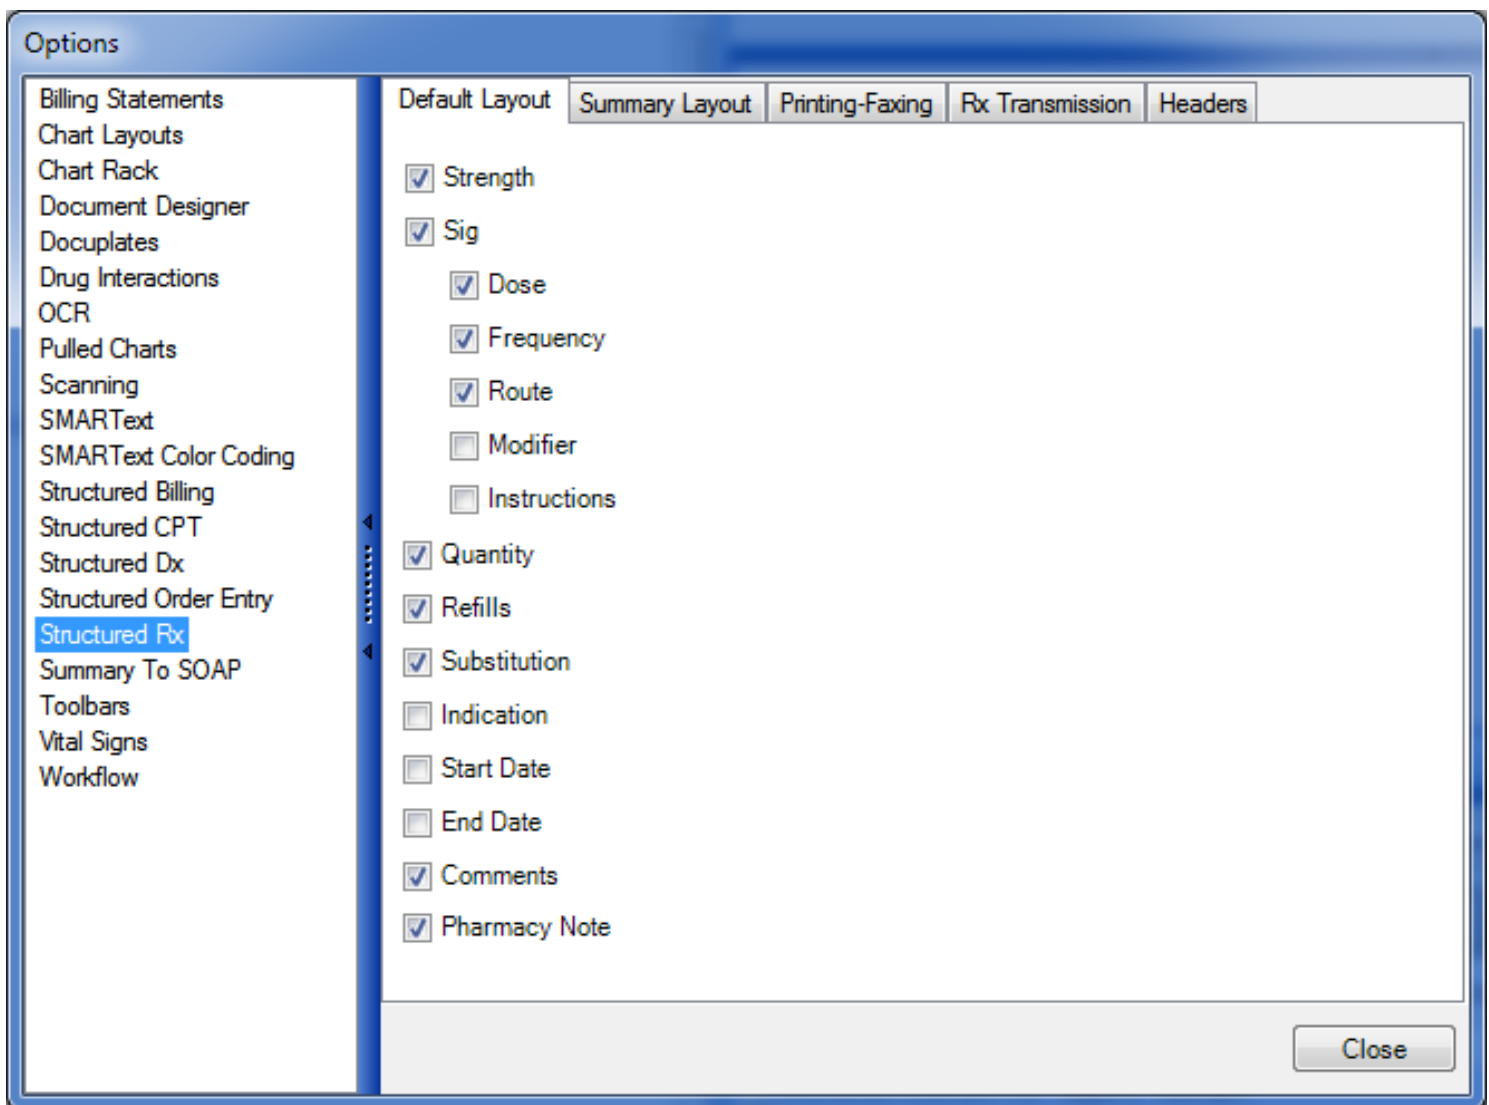 Options
Billing Statements
Chart Layouts
Chart Rack
Document Designer
Docuplates
Drug Interactions
OCR
Pulled Charts
Scanning
SMARText
SMARText Color Coding
Structured Billing
Structured CPT
Structured Dx
Structured Order Entry
Structured Rx
Summary To SOAP
Toolbars
Vital Signs
Workflow
Default Layout Summary Layout Printing-Faxing Rx Transmission Headers
Strength
Sig
Dose
Frequency
Route
Modifier
Instructions
Quantity
Refills
Substitution
Indication
Start Date
End Date
Comments
Pharmacy Note
Close